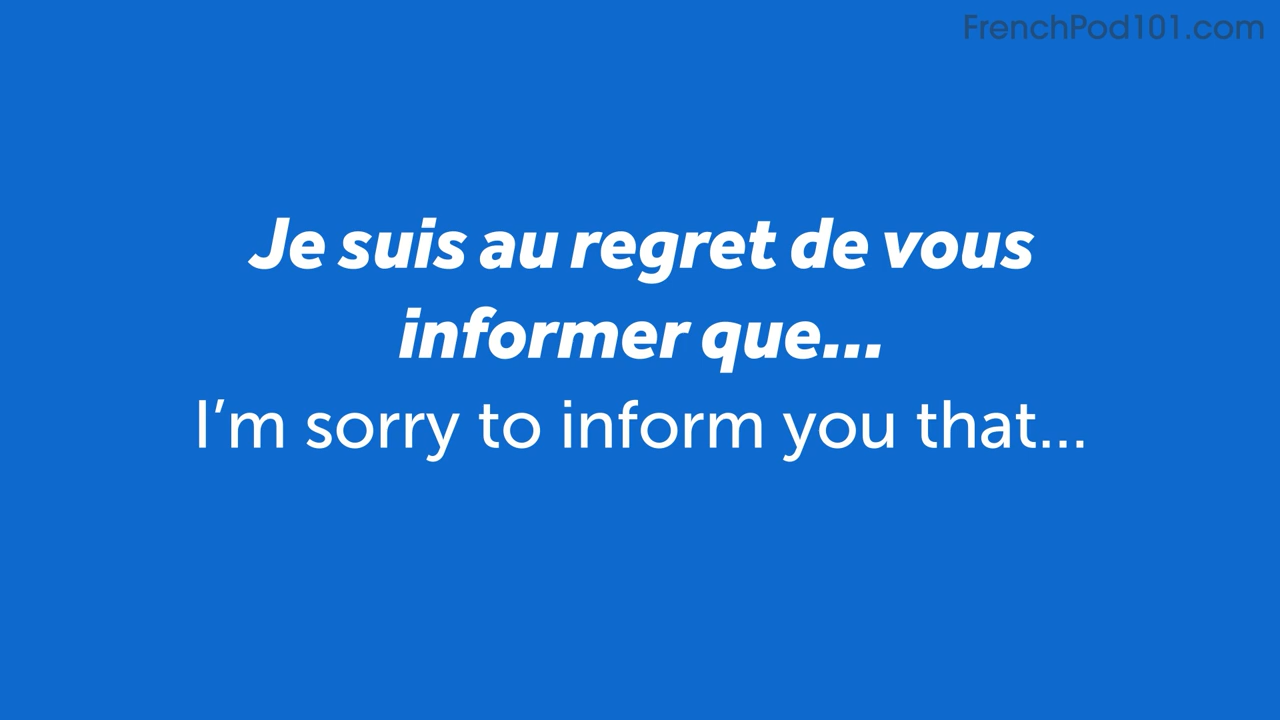 FrenchPod101.com
Je suis au regret de vous
informer que...
I'm sorry to inform you that...